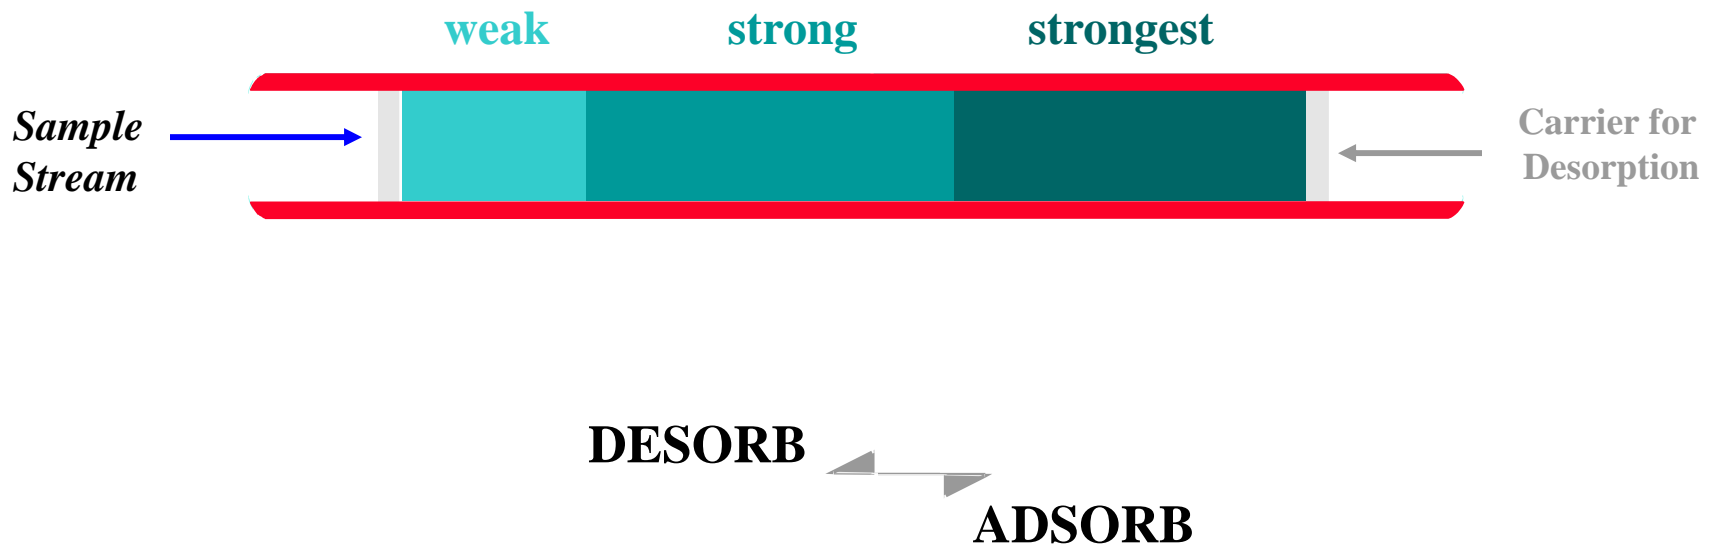 weak strong strongest
Sample
Stream
Carrier for
Desorption
DESORB
ADSORB